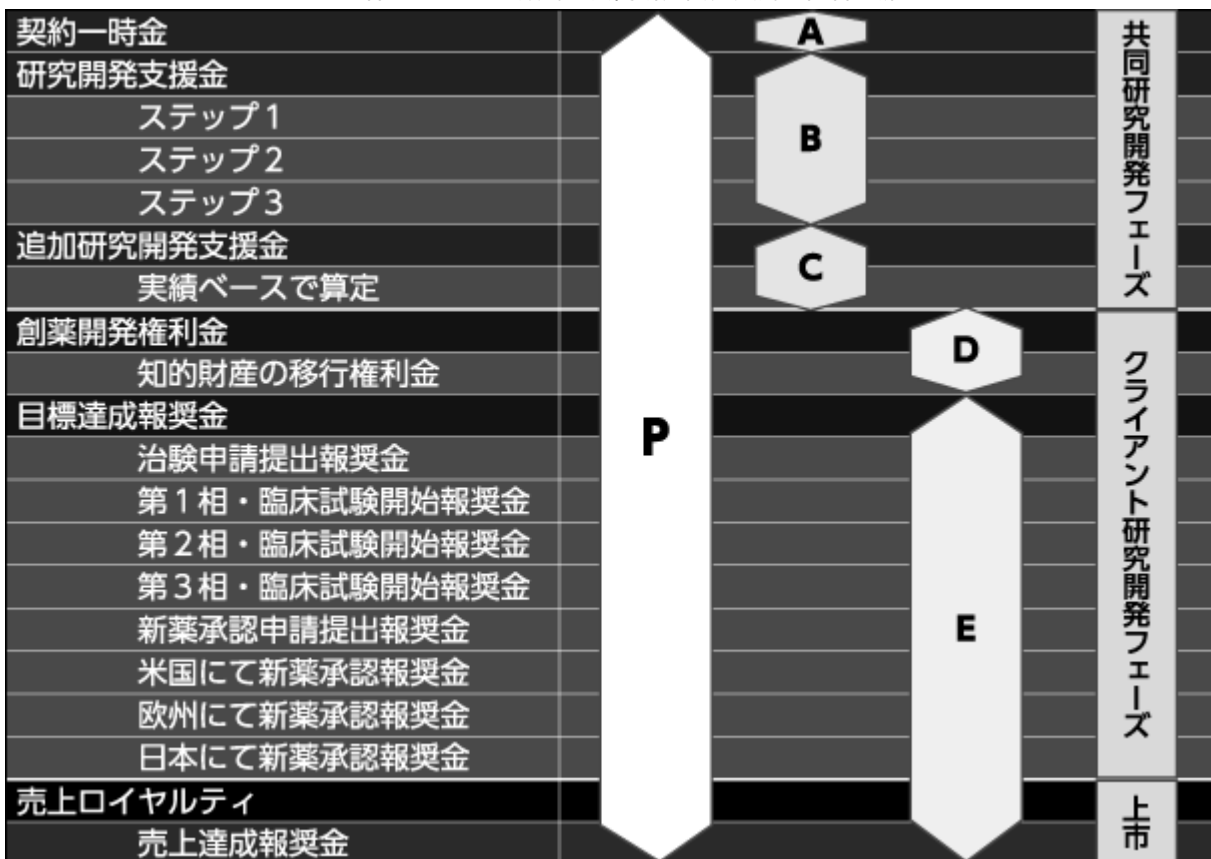 契約一時金
研究開発支援金
ステップ1
ステップ2
ステップ3
追加研究開発支援金
実績ベースで算定
創薬開発権利金
知的財産の移行権利金
目標達成報奨金
治験申請提出報奨金
第1相・臨床試験開始報奨金
第2相・臨床試験開始報奨金
第3相・臨床試験開始報奨金
新薬承認申請提出報奨金
米国にて新薬承認報奨金
欧州にて新薬承認報奨金
日本にて新薬承認報奨金
売上ロイヤルティ
売上達成報奨金
P
A
B
C
D
E
共同研究開発フェーズ
クライアント研究開発フェーズ
上市